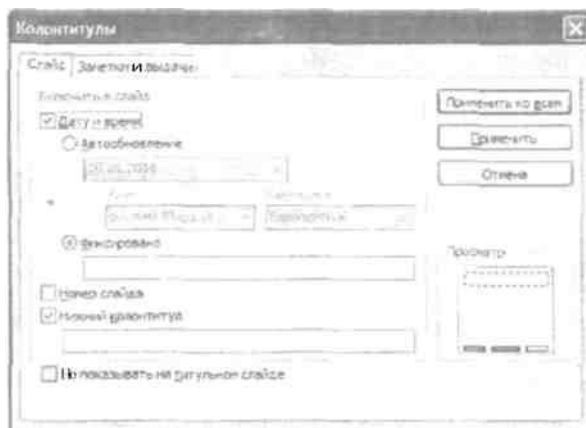 Колонтитулы
Слайд Заметки и выдачи
Включить в слайд
Применить ко всем
Дату и время
Применить
Автообновление
Отмена
Фиксировано
Просмотр
Номер слайда
Нижний колонтитул
Не показывать на титульном слайде